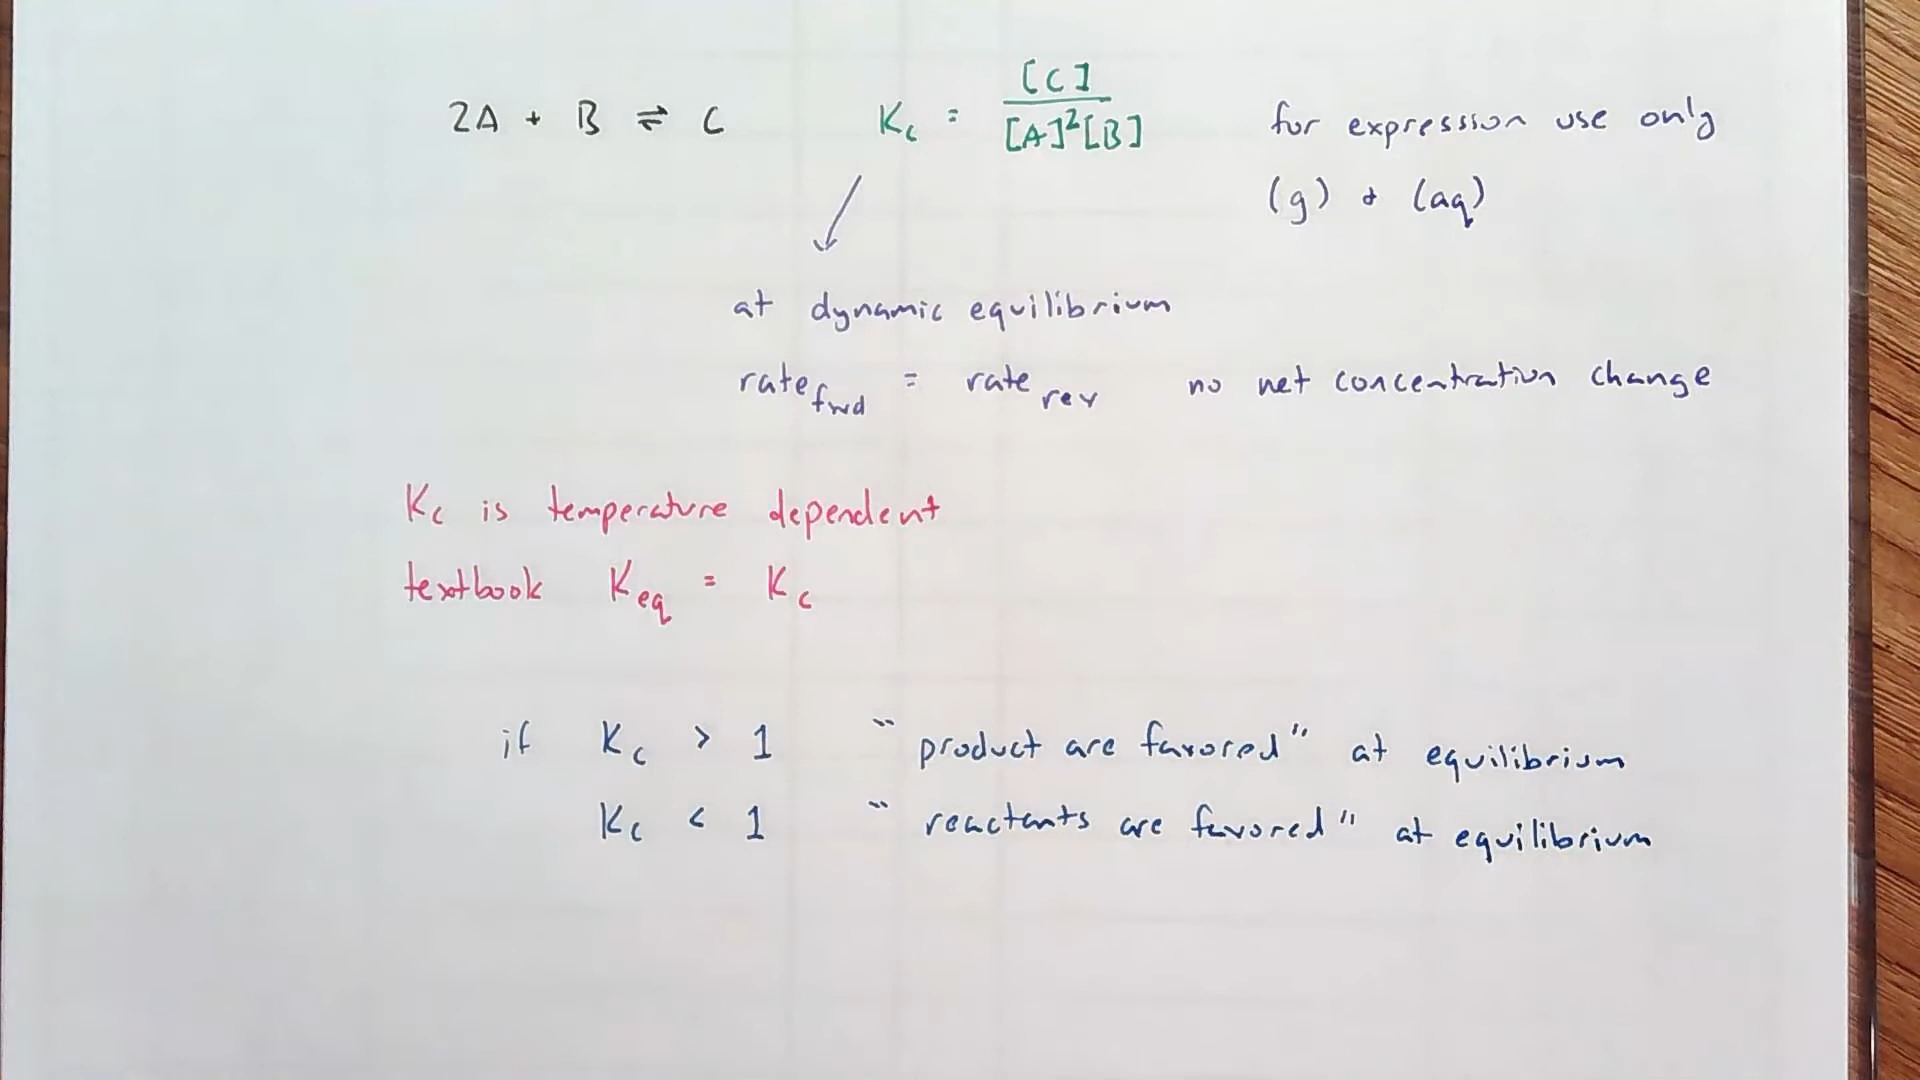 2A + B ⇌ C   Kc = [C] / [A]²[B]   for expresssion use only
(g) + (aq)
at dynamic equilibrium
rate fwd = rate rev   no net concentration change
Kc is temperature dependent
textbook Keq = Kc
if Kc > 1 "product are favored" at equilibrium
Kc < 1 "reactants are favored" at equilibrium